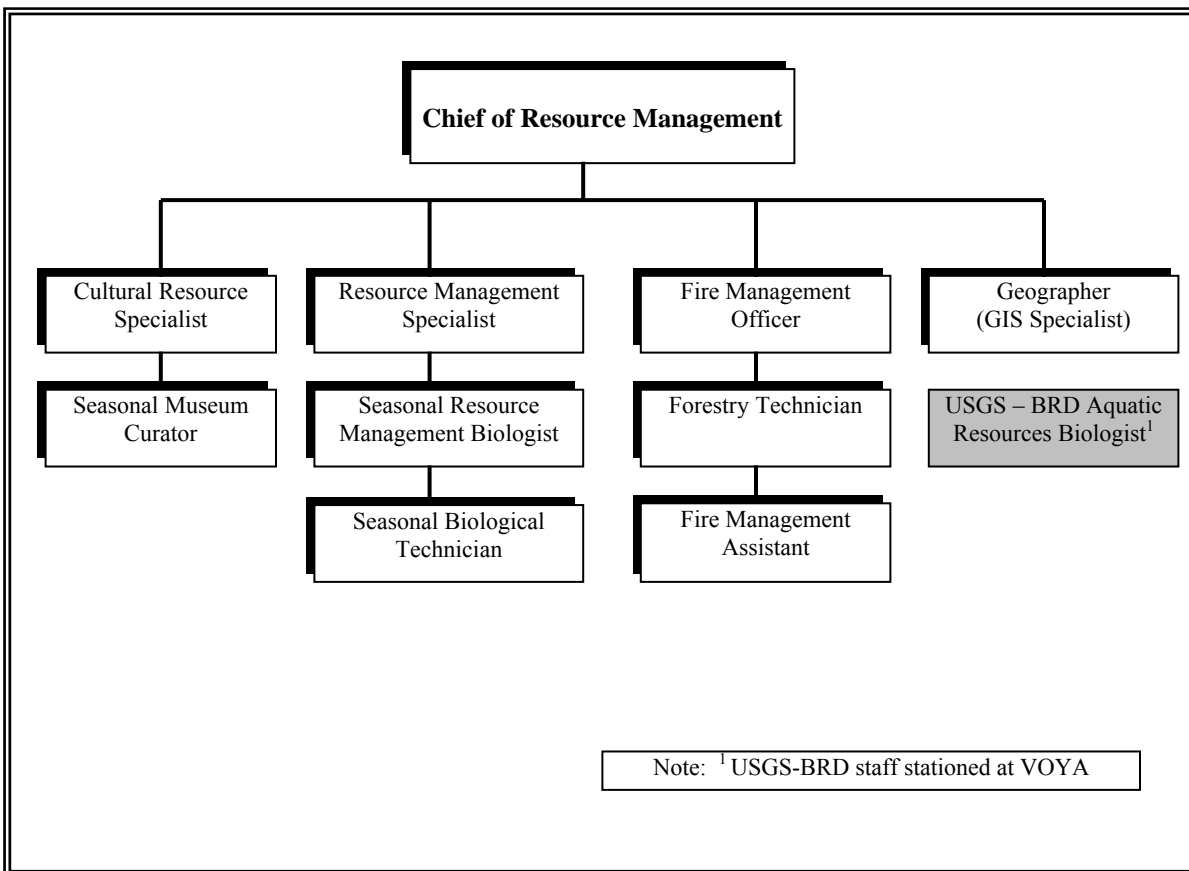 Chief of Resource Management
Cultural Resource
Specialist
Resource Management
Specialist
Fire Management
Officer
Geographer
(GIS Specialist)
Seasonal Museum
Curator
Seasonal Resource
Management Biologist
Forestry Technician
USGS – BRD Aquatic
Resources Biologist¹
Seasonal Biological
Technician
Fire Management
Assistant
Note: ¹ USGS-BRD staff stationed at VOYA